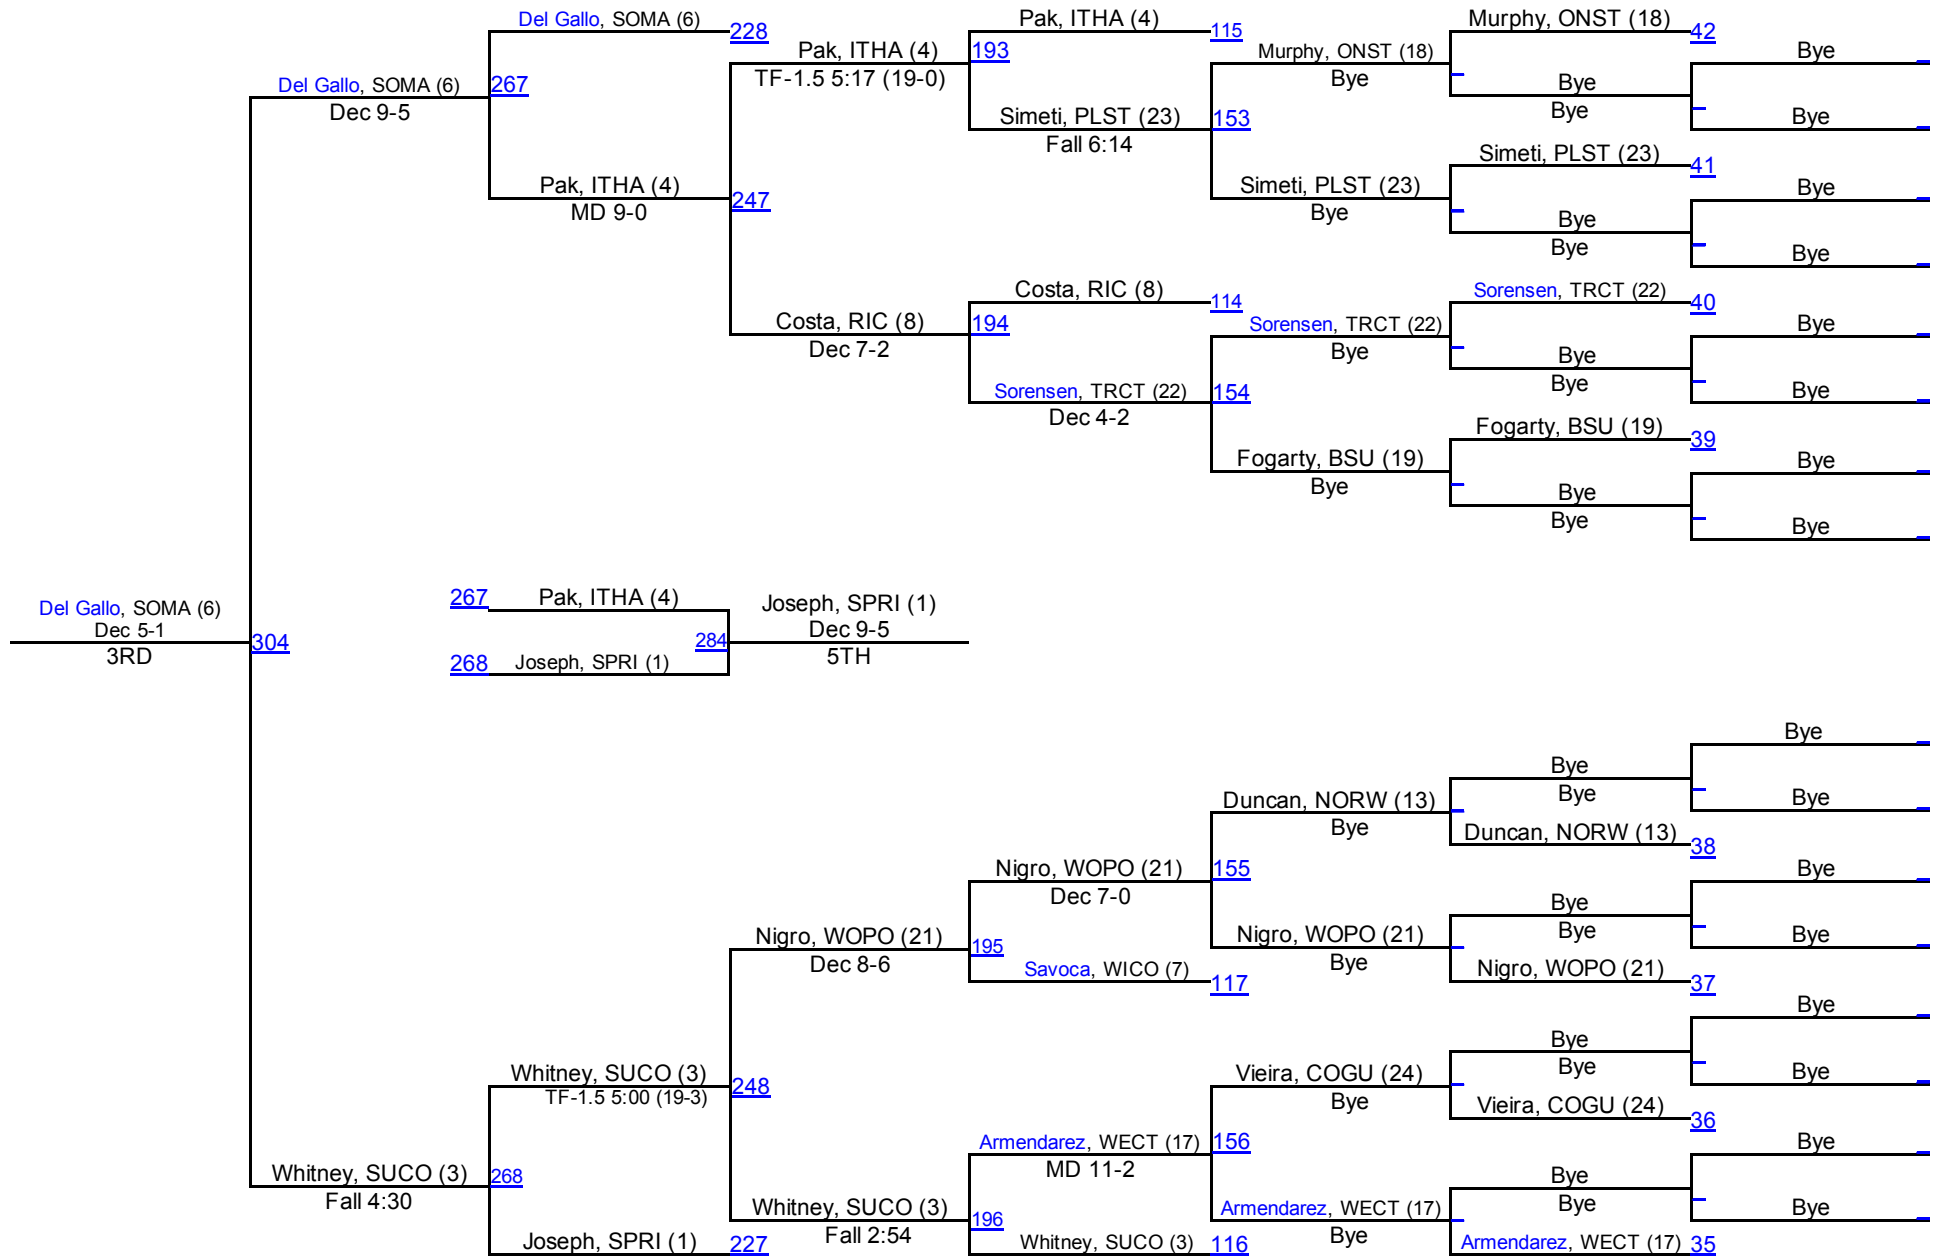 Del Gallo, SOMA (6)
228
Pak, ITHA (4)
115
Murphy, ONST (18)
42
Pak, ITHA (4)
TF-1.5 5:17 (19-0)
193
Murphy, ONST (18)
Bye
Bye
Del Gallo, SOMA (6)
Dec 9-5
267
Simeti, PLST (23)
Fall 6:14
153
Bye
Bye
Bye
Simeti, PLST (23)
41
Pak, ITHA (4)
MD 9-0
247
Simeti, PLST (23)
Bye
Bye
Bye
Bye
Bye
Costa, RIC (8)
114
Sorensen, TRCT (22)
40
Costa, RIC (8)
Dec 7-2
194
Sorensen, TRCT (22)
Bye
Bye
Sorensen, TRCT (22)
Dec 4-2
154
Bye
Bye
Bye
Fogarty, BSU (19)
39
Fogarty, BSU (19)
Bye
Bye
Bye
Bye
Bye
Del Gallo, SOMA (6)
Dec 5-1
3RD
304
267
Pak, ITHA (4)
284
268
Joseph, SPRI (1)
Joseph, SPRI (1)
Dec 9-5
5TH
Bye
Bye
Bye
Bye
Duncan, NORW (13)
Bye
Duncan, NORW (13)
38
Nigro, WOPO (21)
Dec 7-0
155
Bye
Bye
Bye
Bye
Nigro, WOPO (21)
Dec 8-6
195
Nigro, WOPO (21)
Bye
Savoca, WICO (7)
117
Nigro, WOPO (21)
37
Bye
Bye
Bye
Bye
Whitney, SUCO (3)
TF-1.5 5:00 (19-3)
248
Vieira, COGU (24)
Bye
Vieira, COGU (24)
36
Armendarez, WECT (17)
MD 11-2
156
Bye
Whitney, SUCO (3)
Fall 4:30
268
Bye
Bye
Bye
Whitney, SUCO (3)
Fall 2:54
196
Armendarez, WECT (17)
Bye
Joseph, SPRI (1)
227
Whitney, SUCO (3)
116
Armendarez, WECT (17)
35